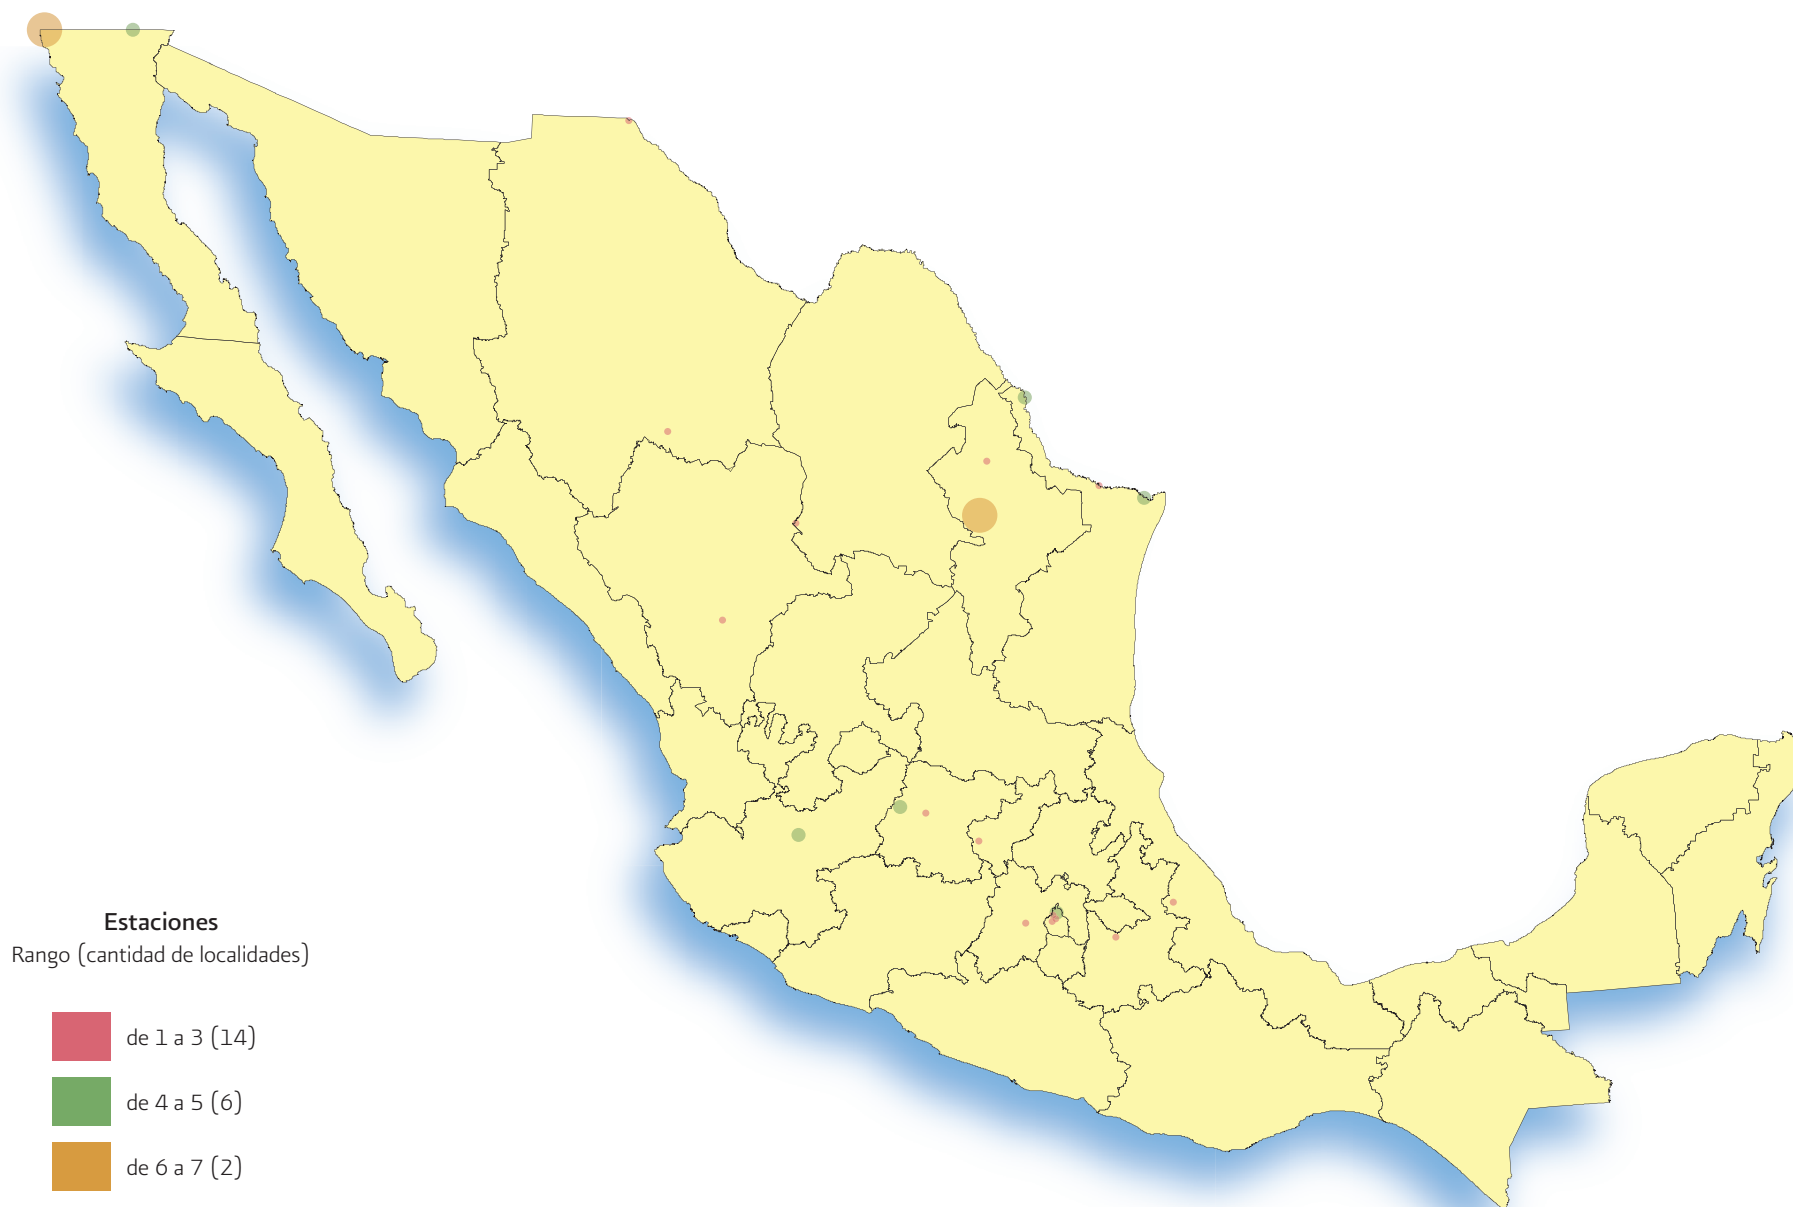 Estaciones
Rango (cantidad de localidades)
de 1 a 3 (14)
de 4 a 5 (6)
de 6 a 7 (2)